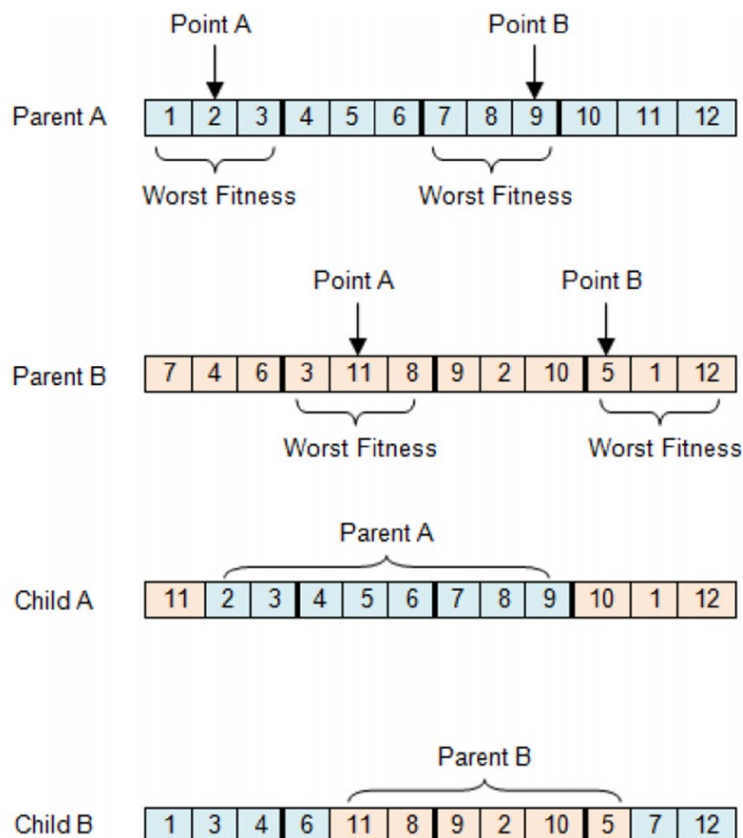 Point A Point B
Parent A 1 2 3 4 5 6 7 8 9 10 11 12
Worst Fitness Worst Fitness
Point A Point B
Parent B 7 4 6 3 11 8 9 2 10 5 1 12
Worst Fitness Worst Fitness
Parent A
Child A 11 2 3 4 5 6 7 8 9 10 1 12
Parent B
Child B 1 3 4 6 11 8 9 2 10 5 7 12